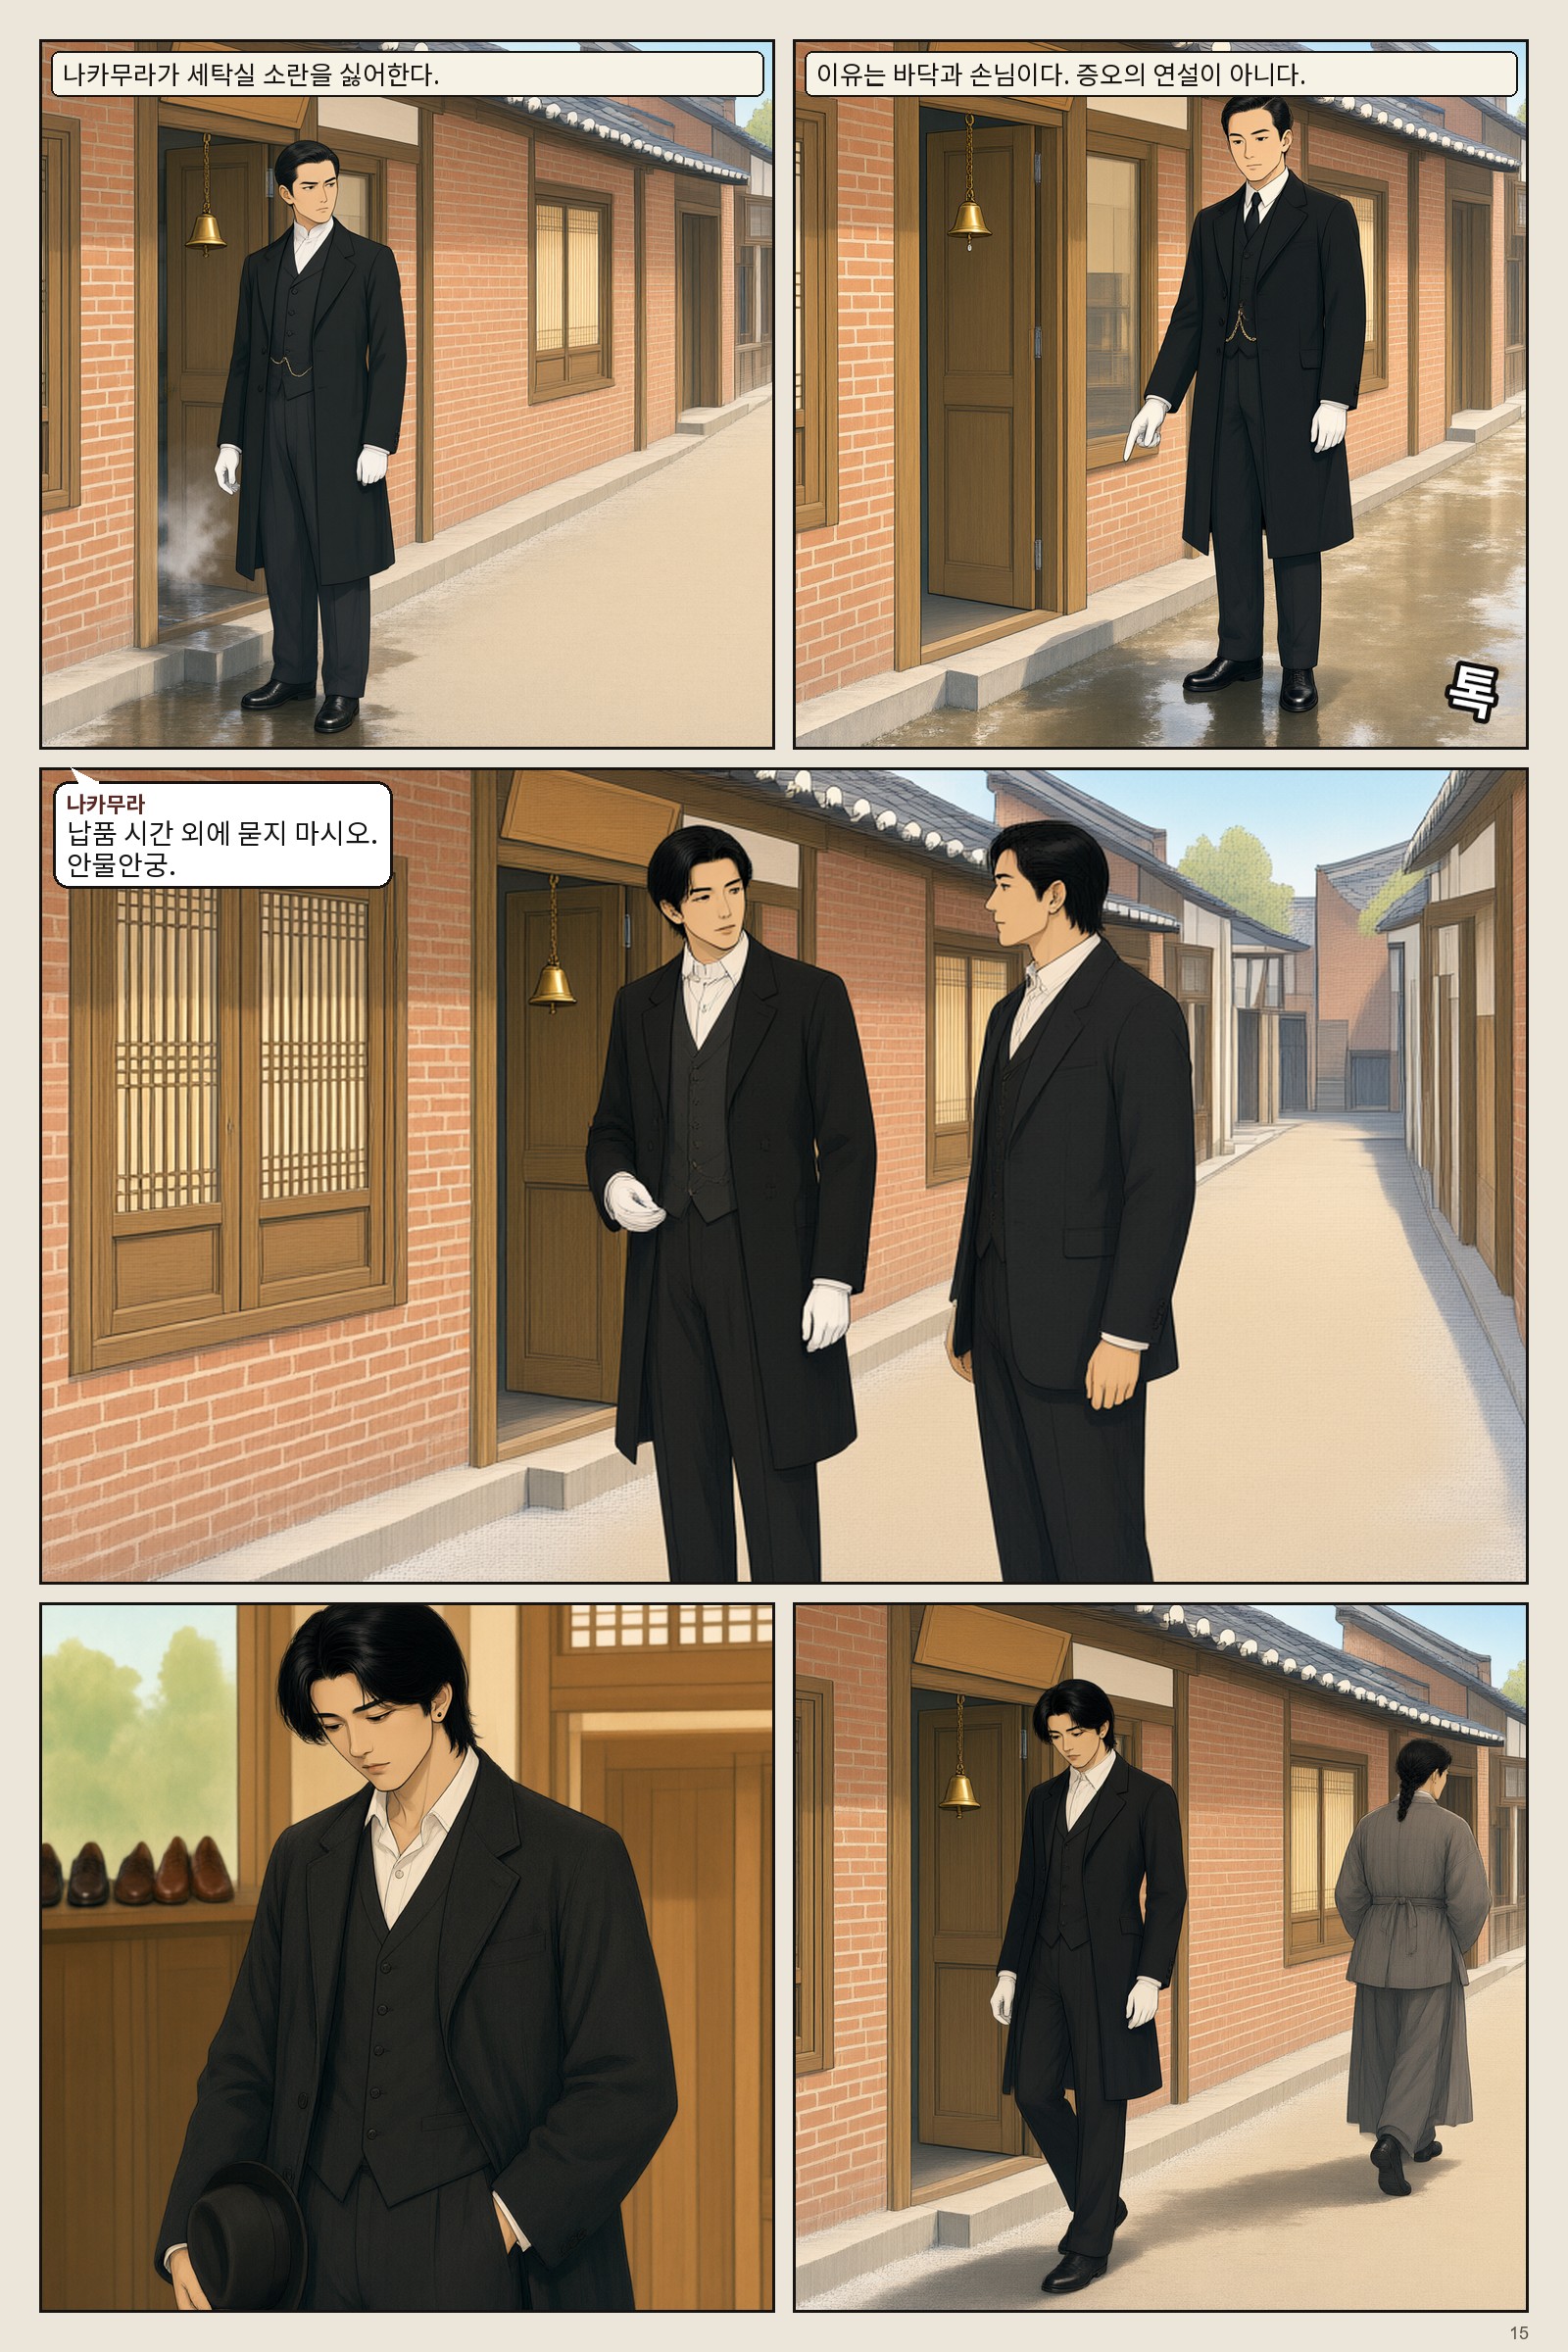 나카무라가 세탁실 소란을 싫어한다.
이유는 바닥과 손님이다. 증오의 연설이 아니다.
톡
나카무라
납품 시간 외에 묻지 마시오.
안물안궁.
15